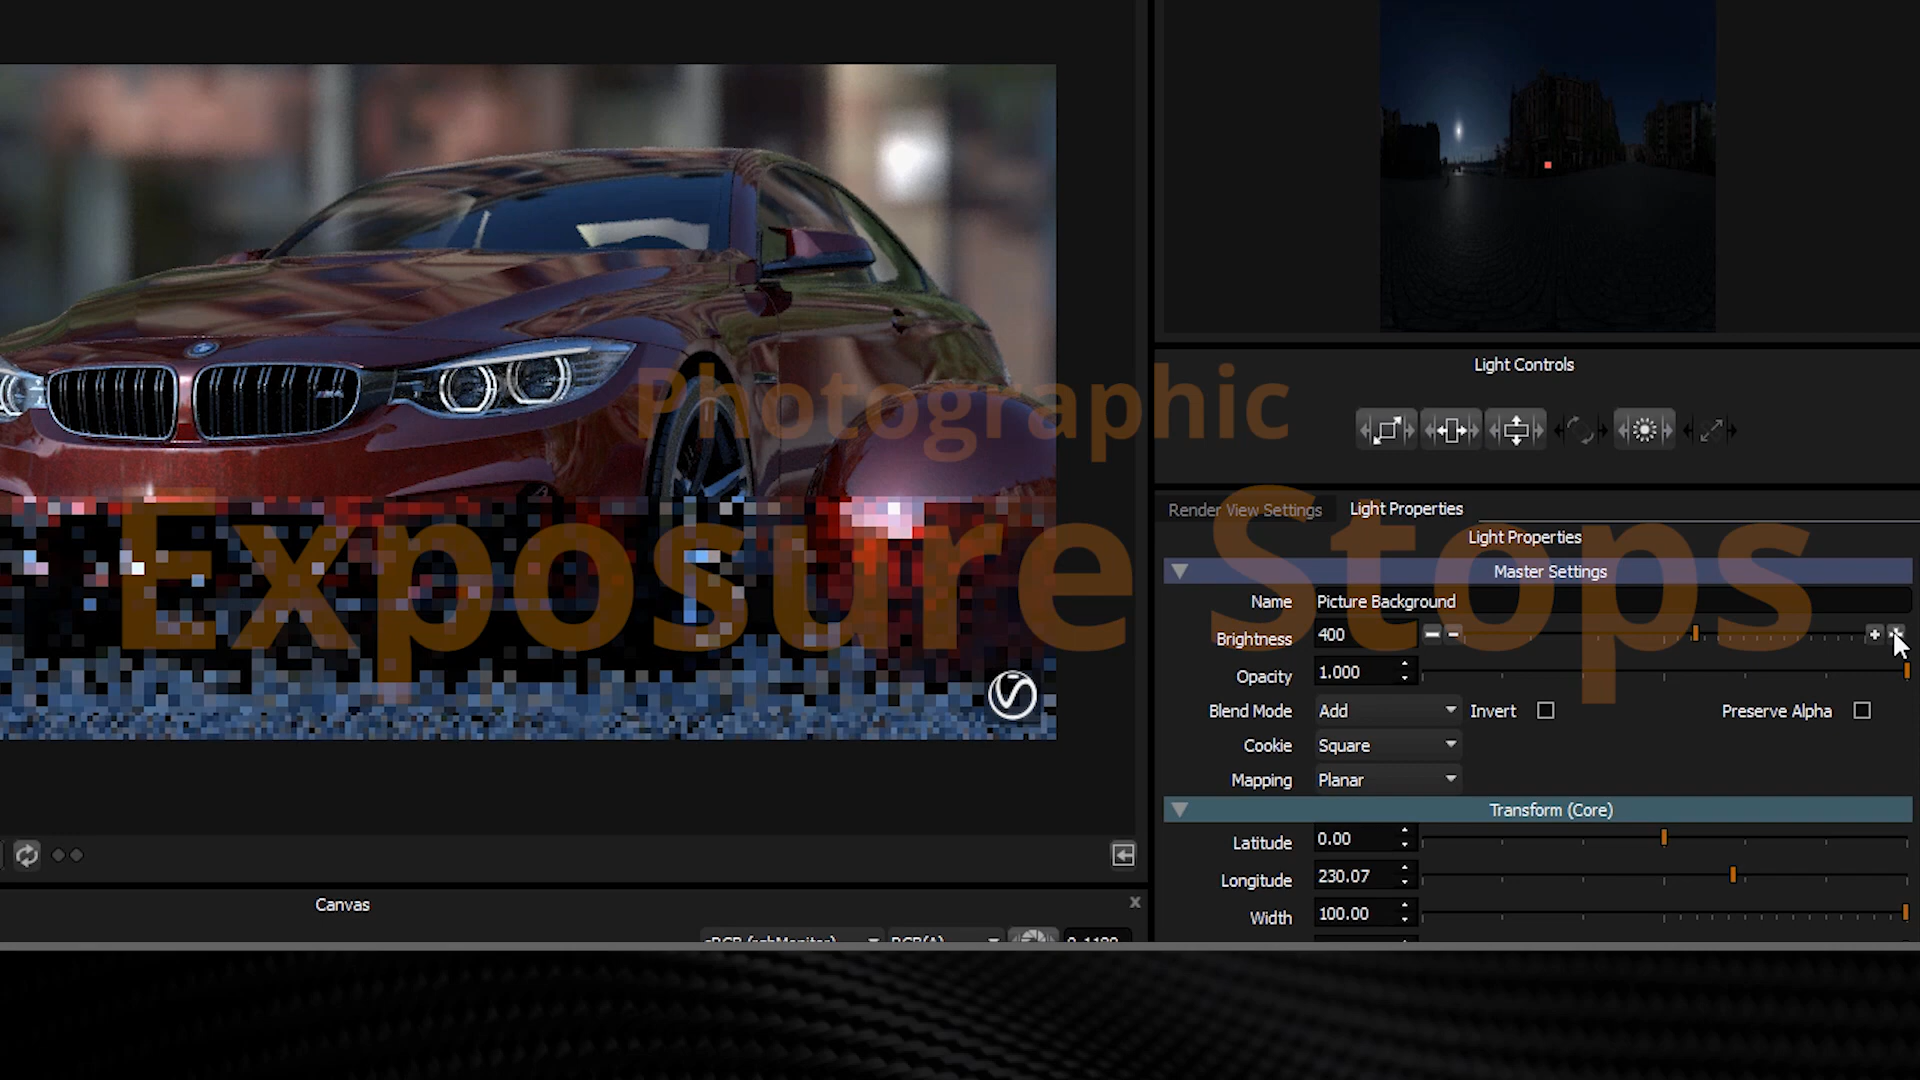 Photographic
Exposure Stops
Light Controls
Render View Settings
Light Properties
Light Properties
Master Settings
Name Picture Background
Brightness 400
Opacity 1.000
Blend Mode Add Invert Preserve Alpha
Cookie Square
Mapping Planar
Transform (Core)
Latitude 0.00
Longitude 230.07
Width 100.00
Canvas